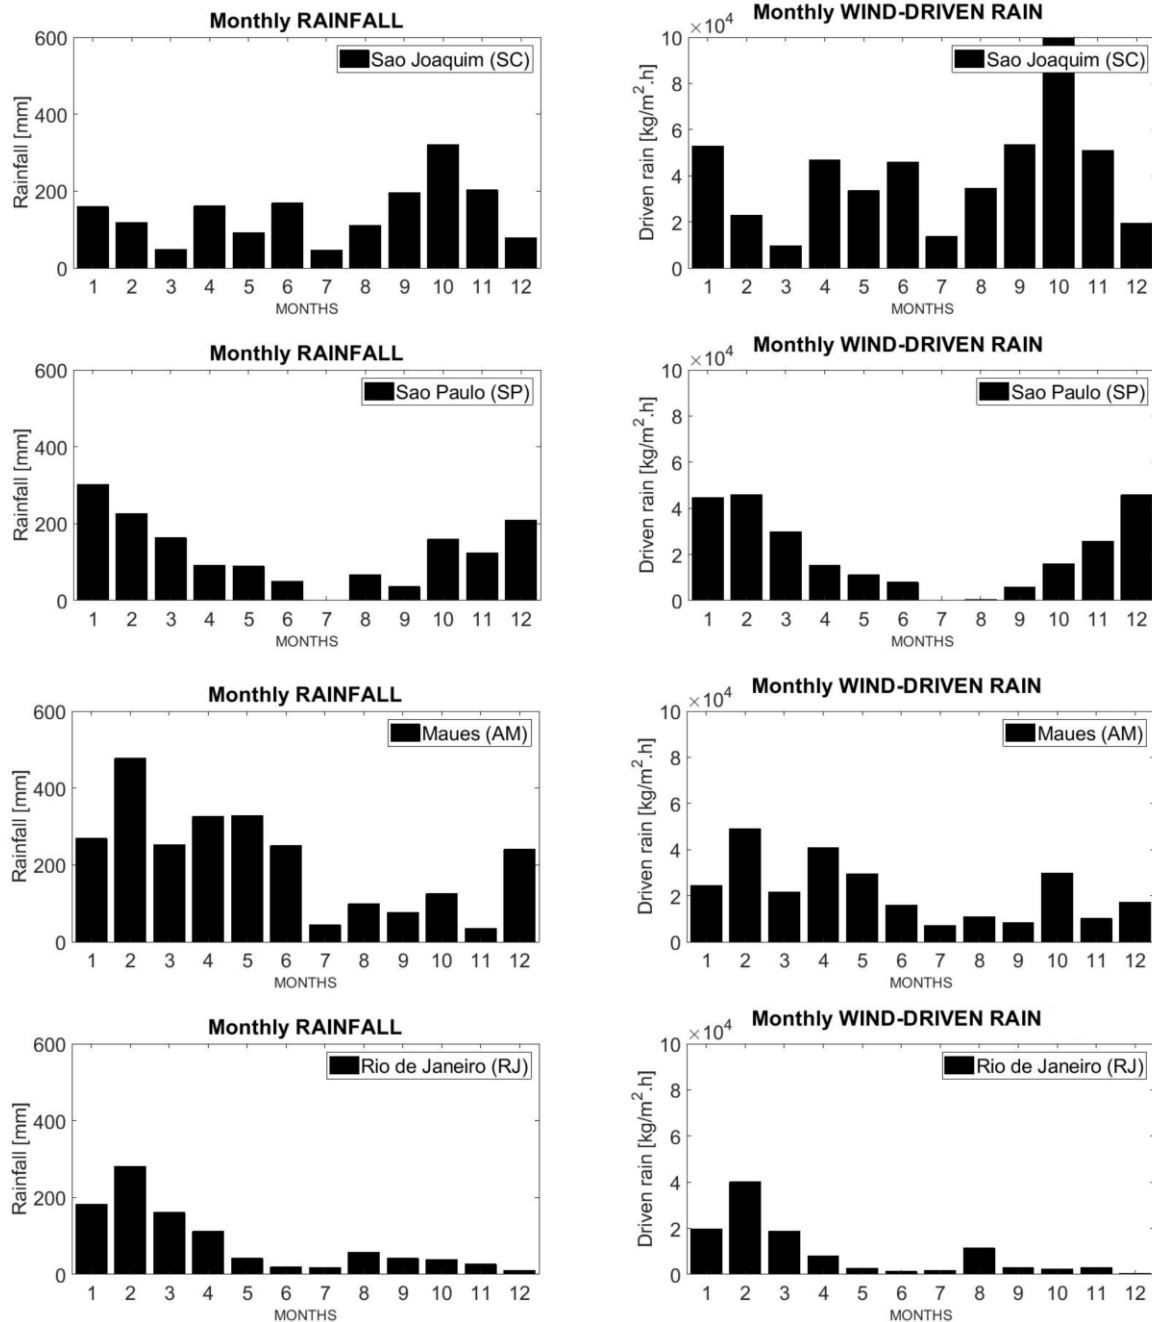 Monthly RAINFALL
600
400
200
0
Rainfall [mm]
Sao Joaquim (SC)
1 2 3 4 5 6 7 8 9 10 11 12
MONTHS
Monthly WIND-DRIVEN RAIN
×10⁴
10
8
6
4
2
0
Driven rain [kg/m².h]
Sao Joaquim (SC)
1 2 3 4 5 6 7 8 9 10 11 12
MONTHS
Monthly RAINFALL
600
400
200
0
Rainfall [mm]
Sao Paulo (SP)
1 2 3 4 5 6 7 8 9 10 11 12
MONTHS
Monthly WIND-DRIVEN RAIN
×10⁴
10
8
6
4
2
0
Driven rain [kg/m².h]
Sao Paulo (SP)
1 2 3 4 5 6 7 8 9 10 11 12
MONTHS
Monthly RAINFALL
600
400
200
0
Rainfall [mm]
Maues (AM)
1 2 3 4 5 6 7 8 9 10 11 12
MONTHS
Monthly WIND-DRIVEN RAIN
×10⁴
10
8
6
4
2
0
Driven rain [kg/m².h]
Maues (AM)
1 2 3 4 5 6 7 8 9 10 11 12
MONTHS
Monthly RAINFALL
600
400
200
0
Rainfall [mm]
Rio de Janeiro (RJ)
1 2 3 4 5 6 7 8 9 10 11 12
MONTHS
Monthly WIND-DRIVEN RAIN
×10⁴
10
8
6
4
2
0
Driven rain [kg/m².h]
Rio de Janeiro (RJ)
1 2 3 4 5 6 7 8 9 10 11 12
MONTHS